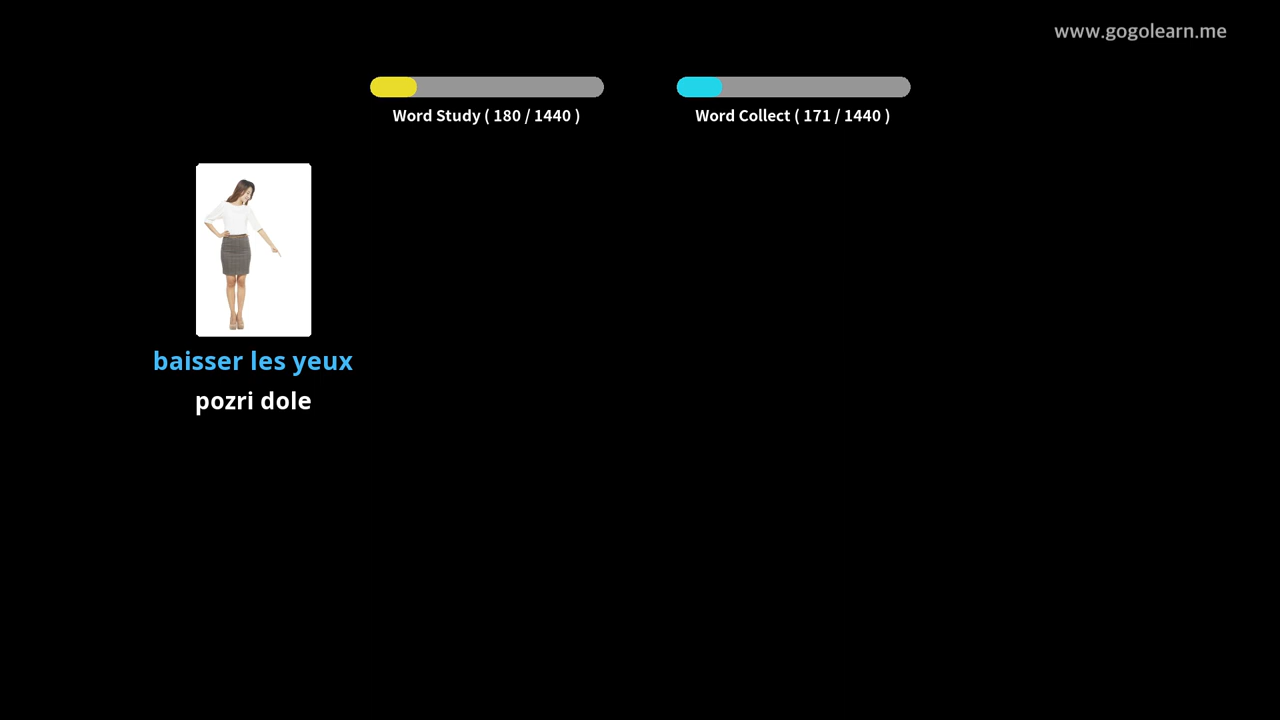 www.gogolearn.me
Word Study ( 180 / 1440 )
Word Collect ( 171 / 1440 )
baisser les yeux
pozri dole